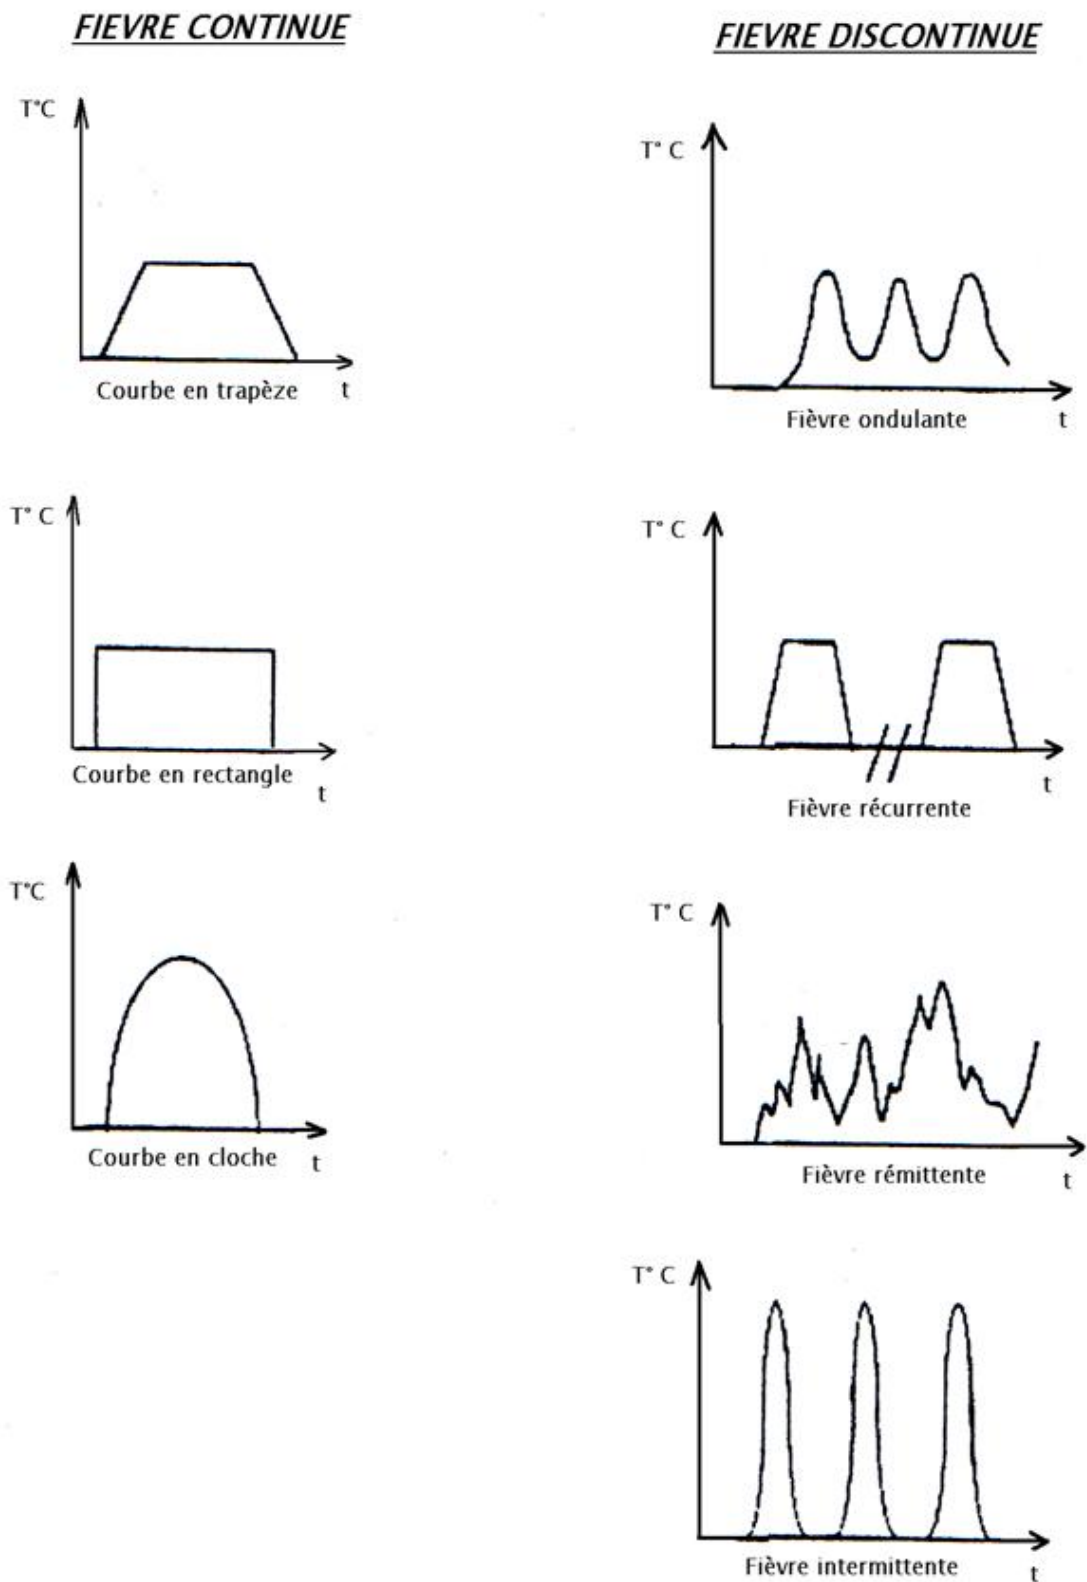 FIEVRE CONTINUE
T°C
Courbe en trapèze t
T° C
Courbe en rectangle t
T°C
Courbe en cloche t
FIEVRE DISCONTINUE
T° C
Fièvre ondulante t
T° C
Fièvre récurrente t
T° C
Fièvre rémittente t
T° C
Fièvre intermittente t